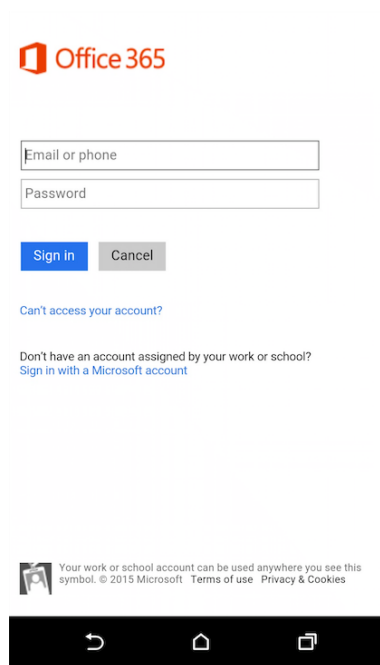 Office 365
Email or phone
Password
Sign in
Cancel
Can't access your account?
Don't have an account assigned by your work or school?
Sign in with a Microsoft account
Your work or school account can be used anywhere you see this
symbol. © 2015 Microsoft Terms of use Privacy & Cookies